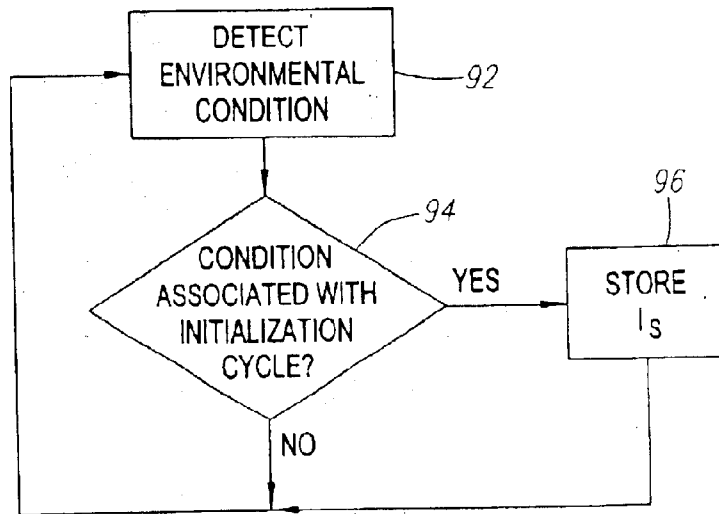 DETECT
ENVIRONMENTAL
CONDITION
92
94
CONDITION
ASSOCIATED WITH
INITIALIZATION
CYCLE?
YES
NO
96
STORE
IS